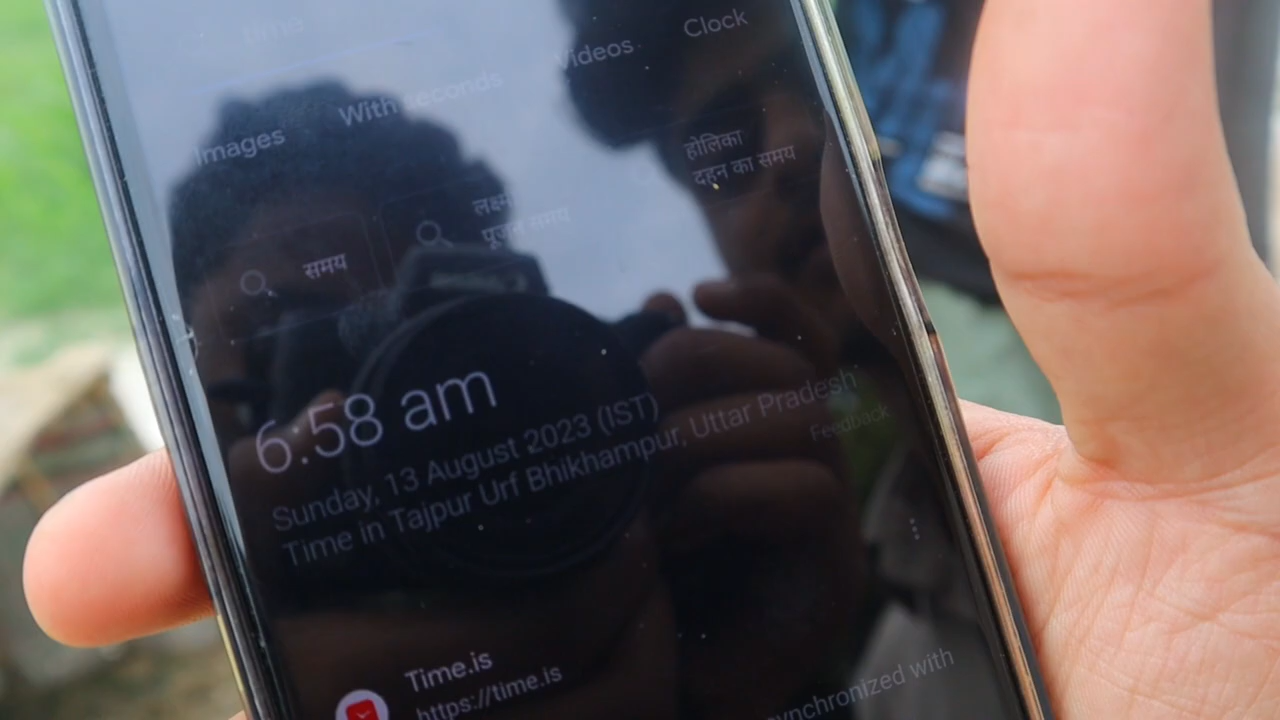 time
Images With seconds Videos Clock
समय
पूजन समय
होलिका
दहन का समय
6:58 am
Sunday, 13 August 2023 (IST)
Time in Tajpur Urf Bhikhampur, Uttar Pradesh
Feedback
Time.is
https://time.is
synchronized with